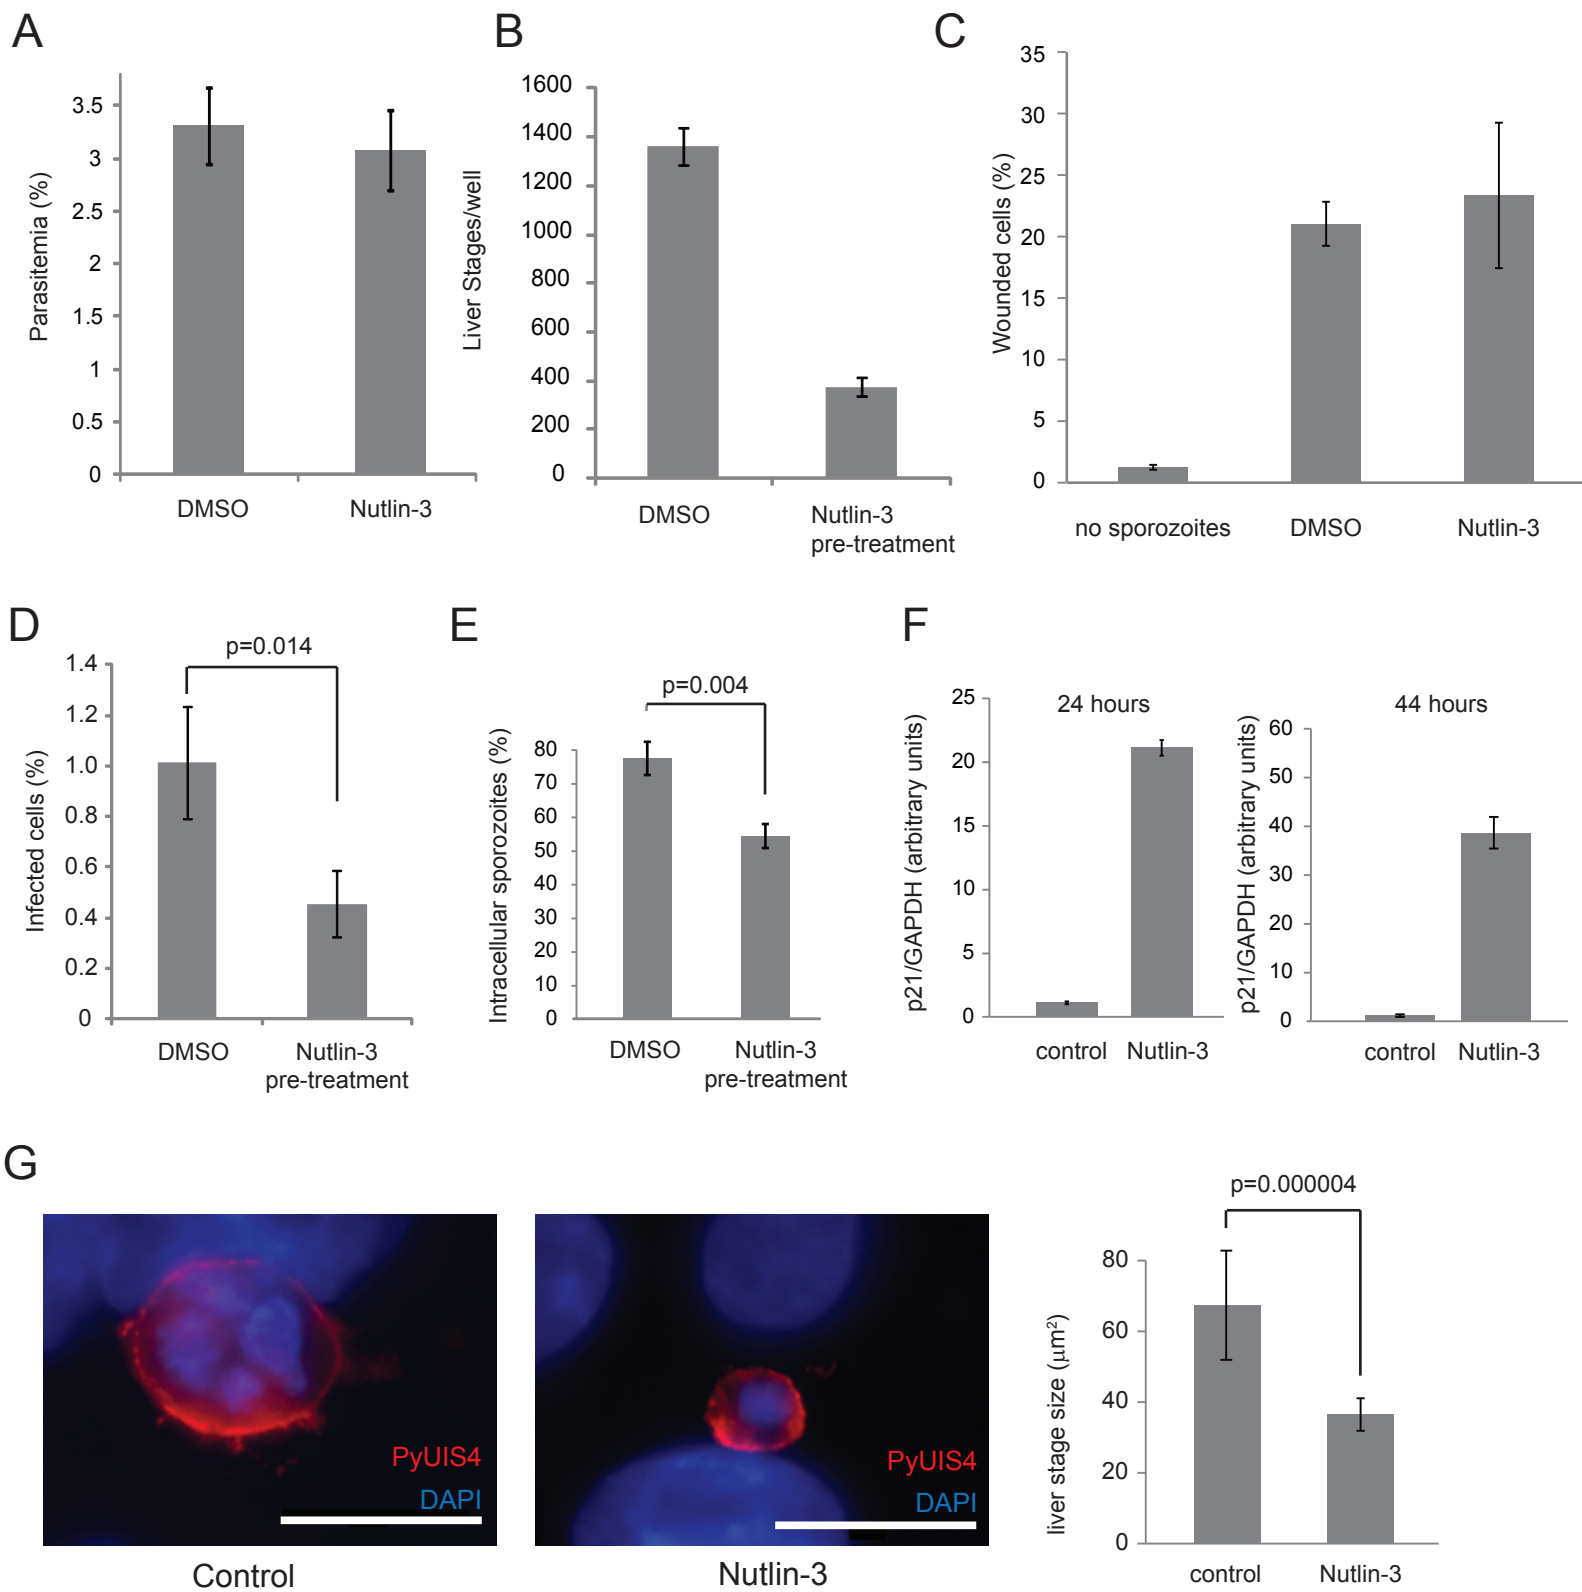 A
Parasitemia (%)
3.5
3
2.5
2
1.5
1
0.5
0
DMSO
Nutlin-3
B
Liver Stages/well
1600
1400
1200
1000
800
600
400
200
0
DMSO
Nutlin-3
pre-treatment
C
Wounded cells (%)
35
30
25
20
15
10
5
0
no sporozoites
DMSO
Nutlin-3
D
p=0.014
Infected cells (%)
1.4
1.2
1.0
0.8
0.6
0.4
0.2
0
DMSO
Nutlin-3
pre-treatment
E
p=0.004
Intracellular sporozoites (%)
80
70
60
50
40
30
20
10
0
DMSO
Nutlin-3
pre-treatment
F
24 hours
p21/GAPDH (arbitrary units)
25
20
15
10
5
0
control
Nutlin-3
44 hours
p21/GAPDH (arbitrary units)
60
50
40
30
20
10
0
control
Nutlin-3
G
PyUIS4
DAPI
Control
PyUIS4
DAPI
Nutlin-3
p=0.000004
liver stage size (μm²)
80
60
40
20
0
control
Nutlin-3